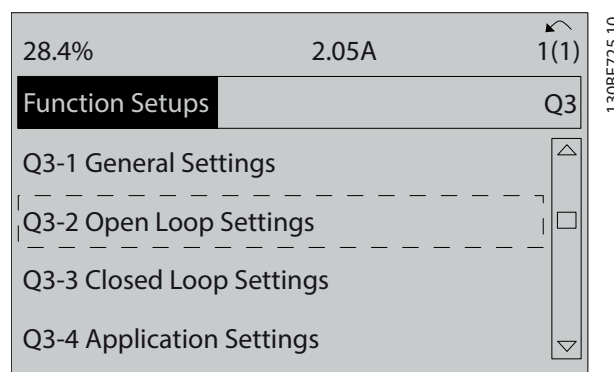 28.4% 2.05A 1(1)
Function Setups Q3
Q3-1 General Settings
Q3-2 Open Loop Settings
Q3-3 Closed Loop Settings
Q3-4 Application Settings
130BF725.10